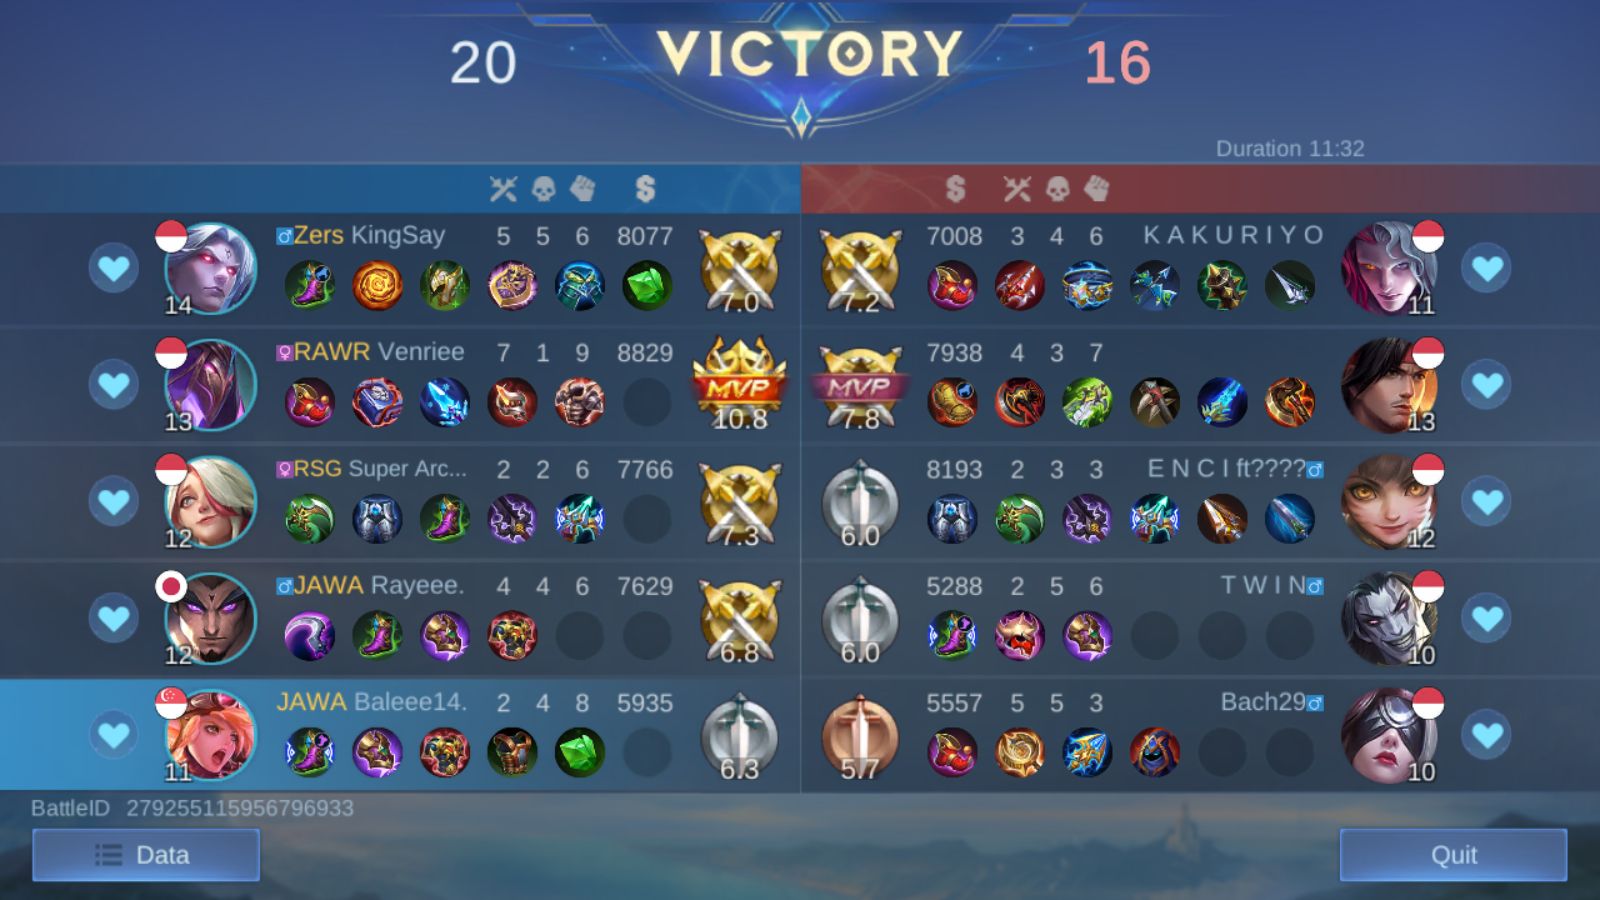 20 VICTORY 16
Duration 11:32
Zers KingSay 5 5 6 8077
14 7.0
7008 3 4 6 K A K U R I Y O
7.2 11
RAWR Venriee 7 1 9 8829
MVP
13 10.8
7938 4 3 7
MVP
7.8 13
RSG Super Arc... 2 2 6 7766
12 7.3
8193 2 3 3 E N C I ft????
6.0 12
JAWA Rayeee. 4 4 6 7629
12 6.8
5288 2 5 6 T W I N
6.0 10
JAWA Baleee14. 2 4 8 5935
11 6.3
5557 5 5 3 Bach29
5.7 10
BattleID 279255115956796933
Data
Quit